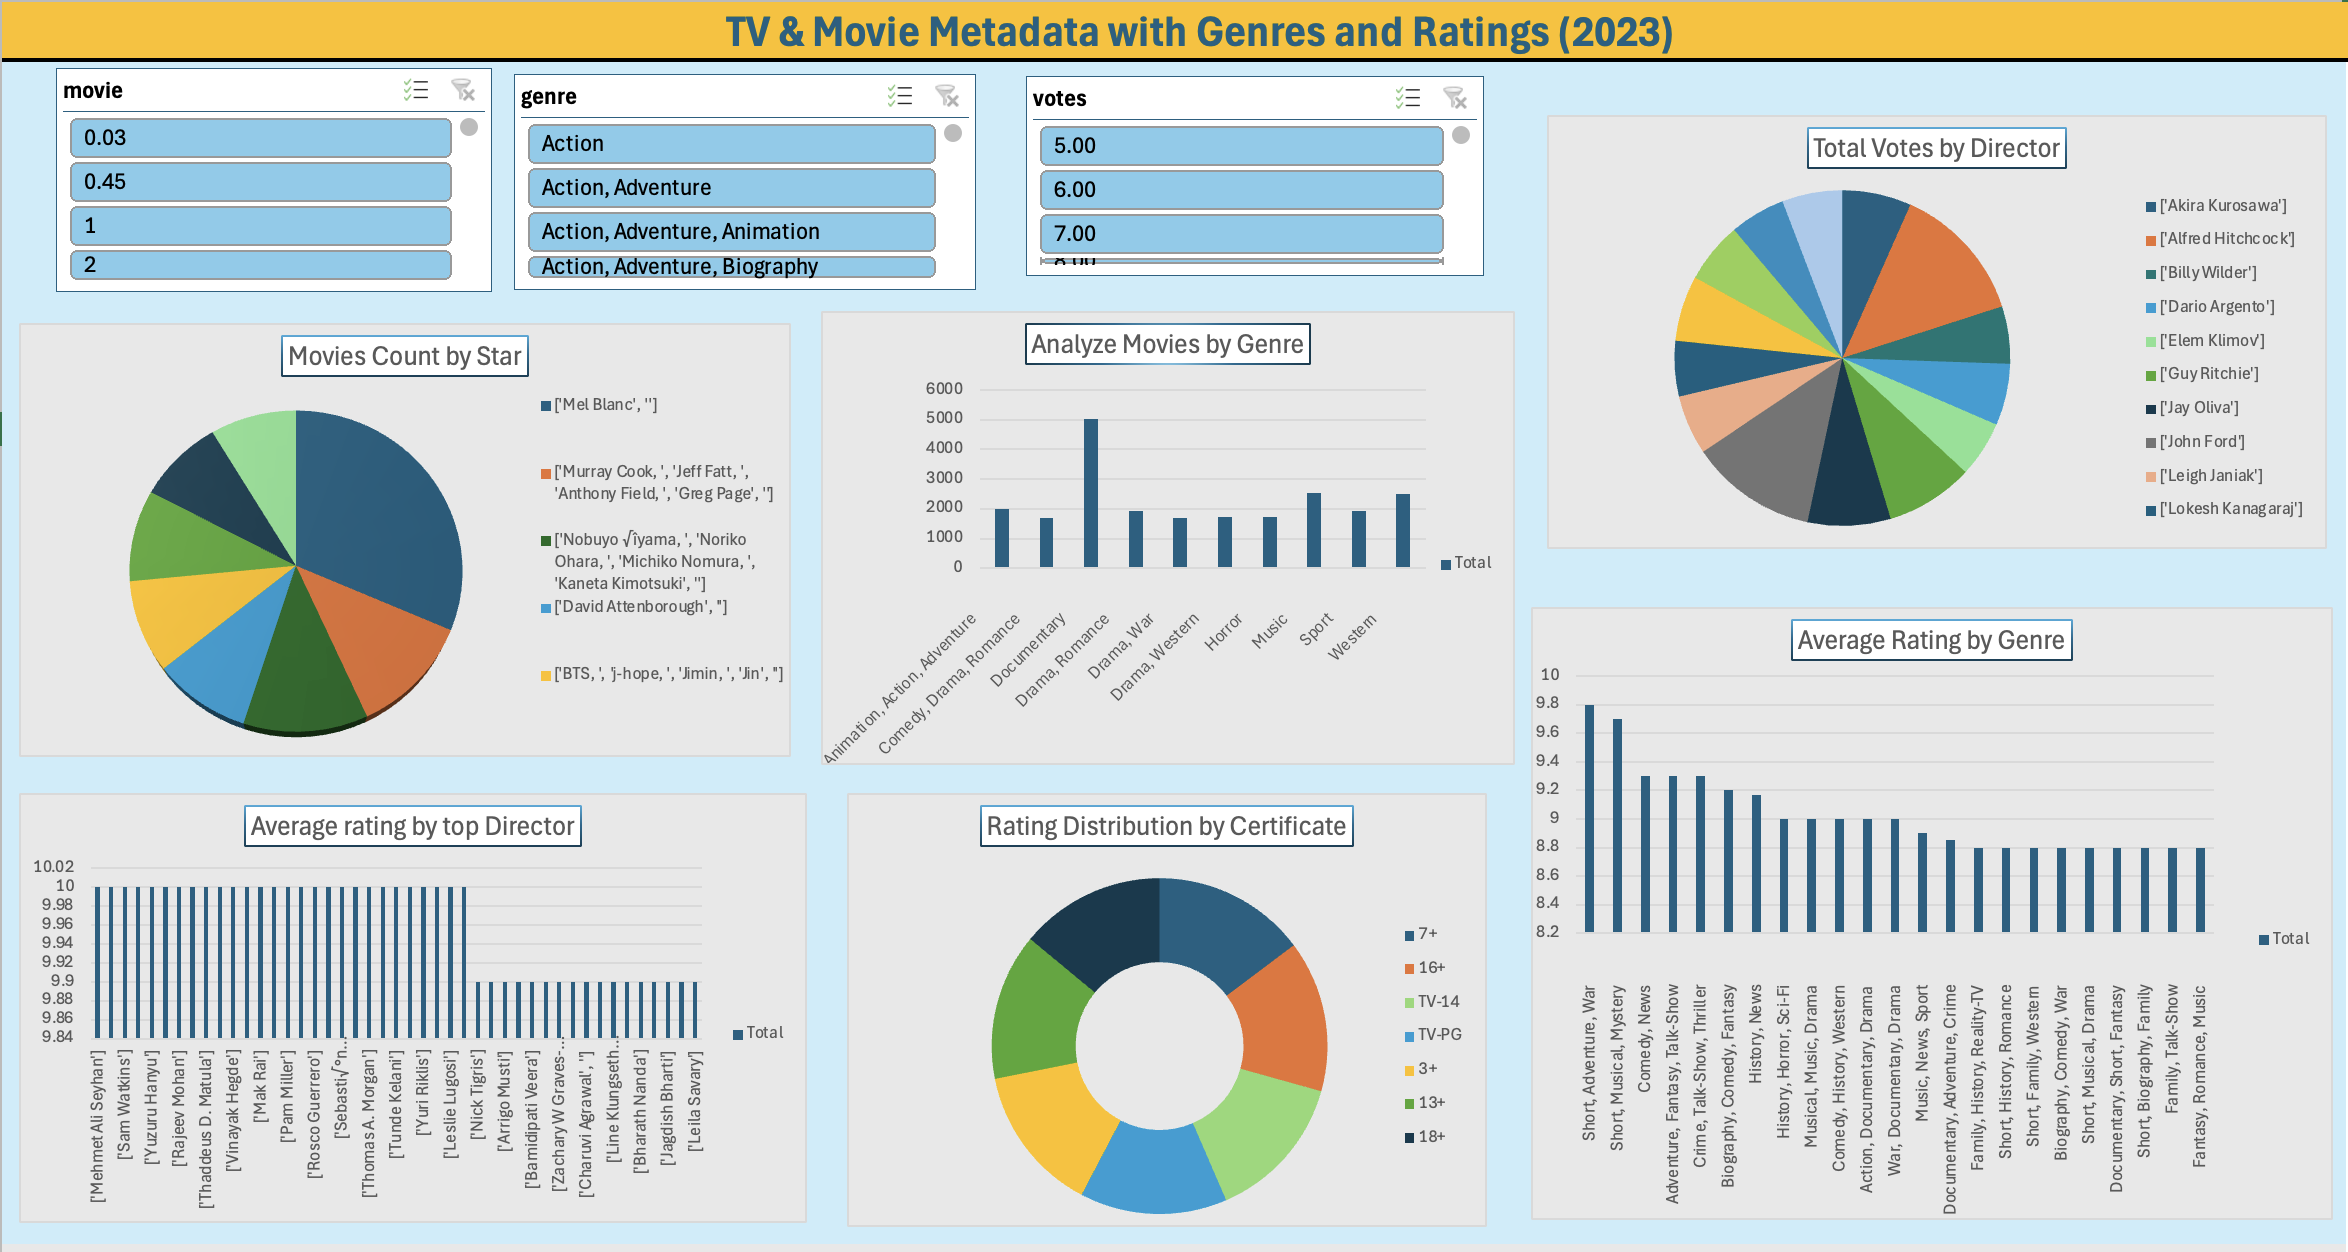 TV & Movie Metadata with Genres and Ratings (2023)
movie
0.03
0.45
1
2
genre
Action
Action, Adventure
Action, Adventure, Animation
Action, Adventure, Biography
votes
5.00
6.00
7.00
8.00
Total Votes by Director
['Akira Kurosawa']
['Alfred Hitchcock']
['Billy Wilder']
['Dario Argento']
['Elem Klimov']
['Guy Ritchie']
['Jay Oliva']
['John Ford']
['Leigh Janiak']
['Lokesh Kanagaraj']
Movies Count by Star
['Mel Blanc', '']
['Murray Cook, ', 'Jeff Fatt, ',
'Anthony Field, ', 'Greg Page', '']
['Nobuyo √îyama, ', 'Noriko
Ohara, ', 'Michiko Nomura, ',
'Kaneta Kimotsuki', '']
['David Attenborough', '']
['BTS, ', 'j-hope, ', 'Jimin, ', 'Jin', '']
Analyze Movies by Genre
6000
5000
4000
3000
2000
1000
0
Animation, Action, Adventure
Comedy, Drama, Romance
Documentary
Drama, Romance
Drama, War
Drama, Western
Horror
Music
Sport
Western
Total
Average Rating by Genre
10
9.8
9.6
9.4
9.2
9
8.8
8.6
8.4
8.2
Short, Adventure, War
Short, Musical, Mystery
Comedy, News
Adventure, Fantasy, Talk-Show
Crime, Talk-Show, Thriller
Biography, Comedy, Fantasy
History, News
History, Horror, Sci-Fi
Musical, Music, Drama
Comedy, History, Western
Action, Documentary, Drama
War, Documentary, Drama
Music, News, Sport
Documentary, Adventure, Crime
Family, History, Reality-TV
Short, History, Romance
Short, Family, Western
Biography, Comedy, War
Short, Musical, Drama
Documentary, Short, Fantasy
Short, Biography, Family
Family, Talk-Show
Fantasy, Romance, Music
Total
Average rating by top Director
10.02
10
9.98
9.96
9.94
9.92
9.9
9.88
9.86
9.84
['Mehmet Ali Seyhan']
['Sam Watkins']
['Yuzuru Hanyu']
['Rajeev Mohan']
['Thaddeus D. Matula']
['Vinayak Hegde']
['Mak Rai']
['Pam Miller']
['Rosco Guerrero']
['Sebasti√°n…
['Thomas A. Morgan']
['Tunde Kelani']
['Yuri Riklis']
['Leslie Lugosi']
['Nick Tigris']
['Arrigo Musti']
['Bamidipati Veera']
['Zachary W Graves-…
['Charuvi Agrawal', '']
['Line Klungseth…
['Bharath Nanda']
['Jagdish Bharti']
['Leila Savary']
Total
Rating Distribution by Certificate
7+
16+
TV-14
TV-PG
3+
13+
18+